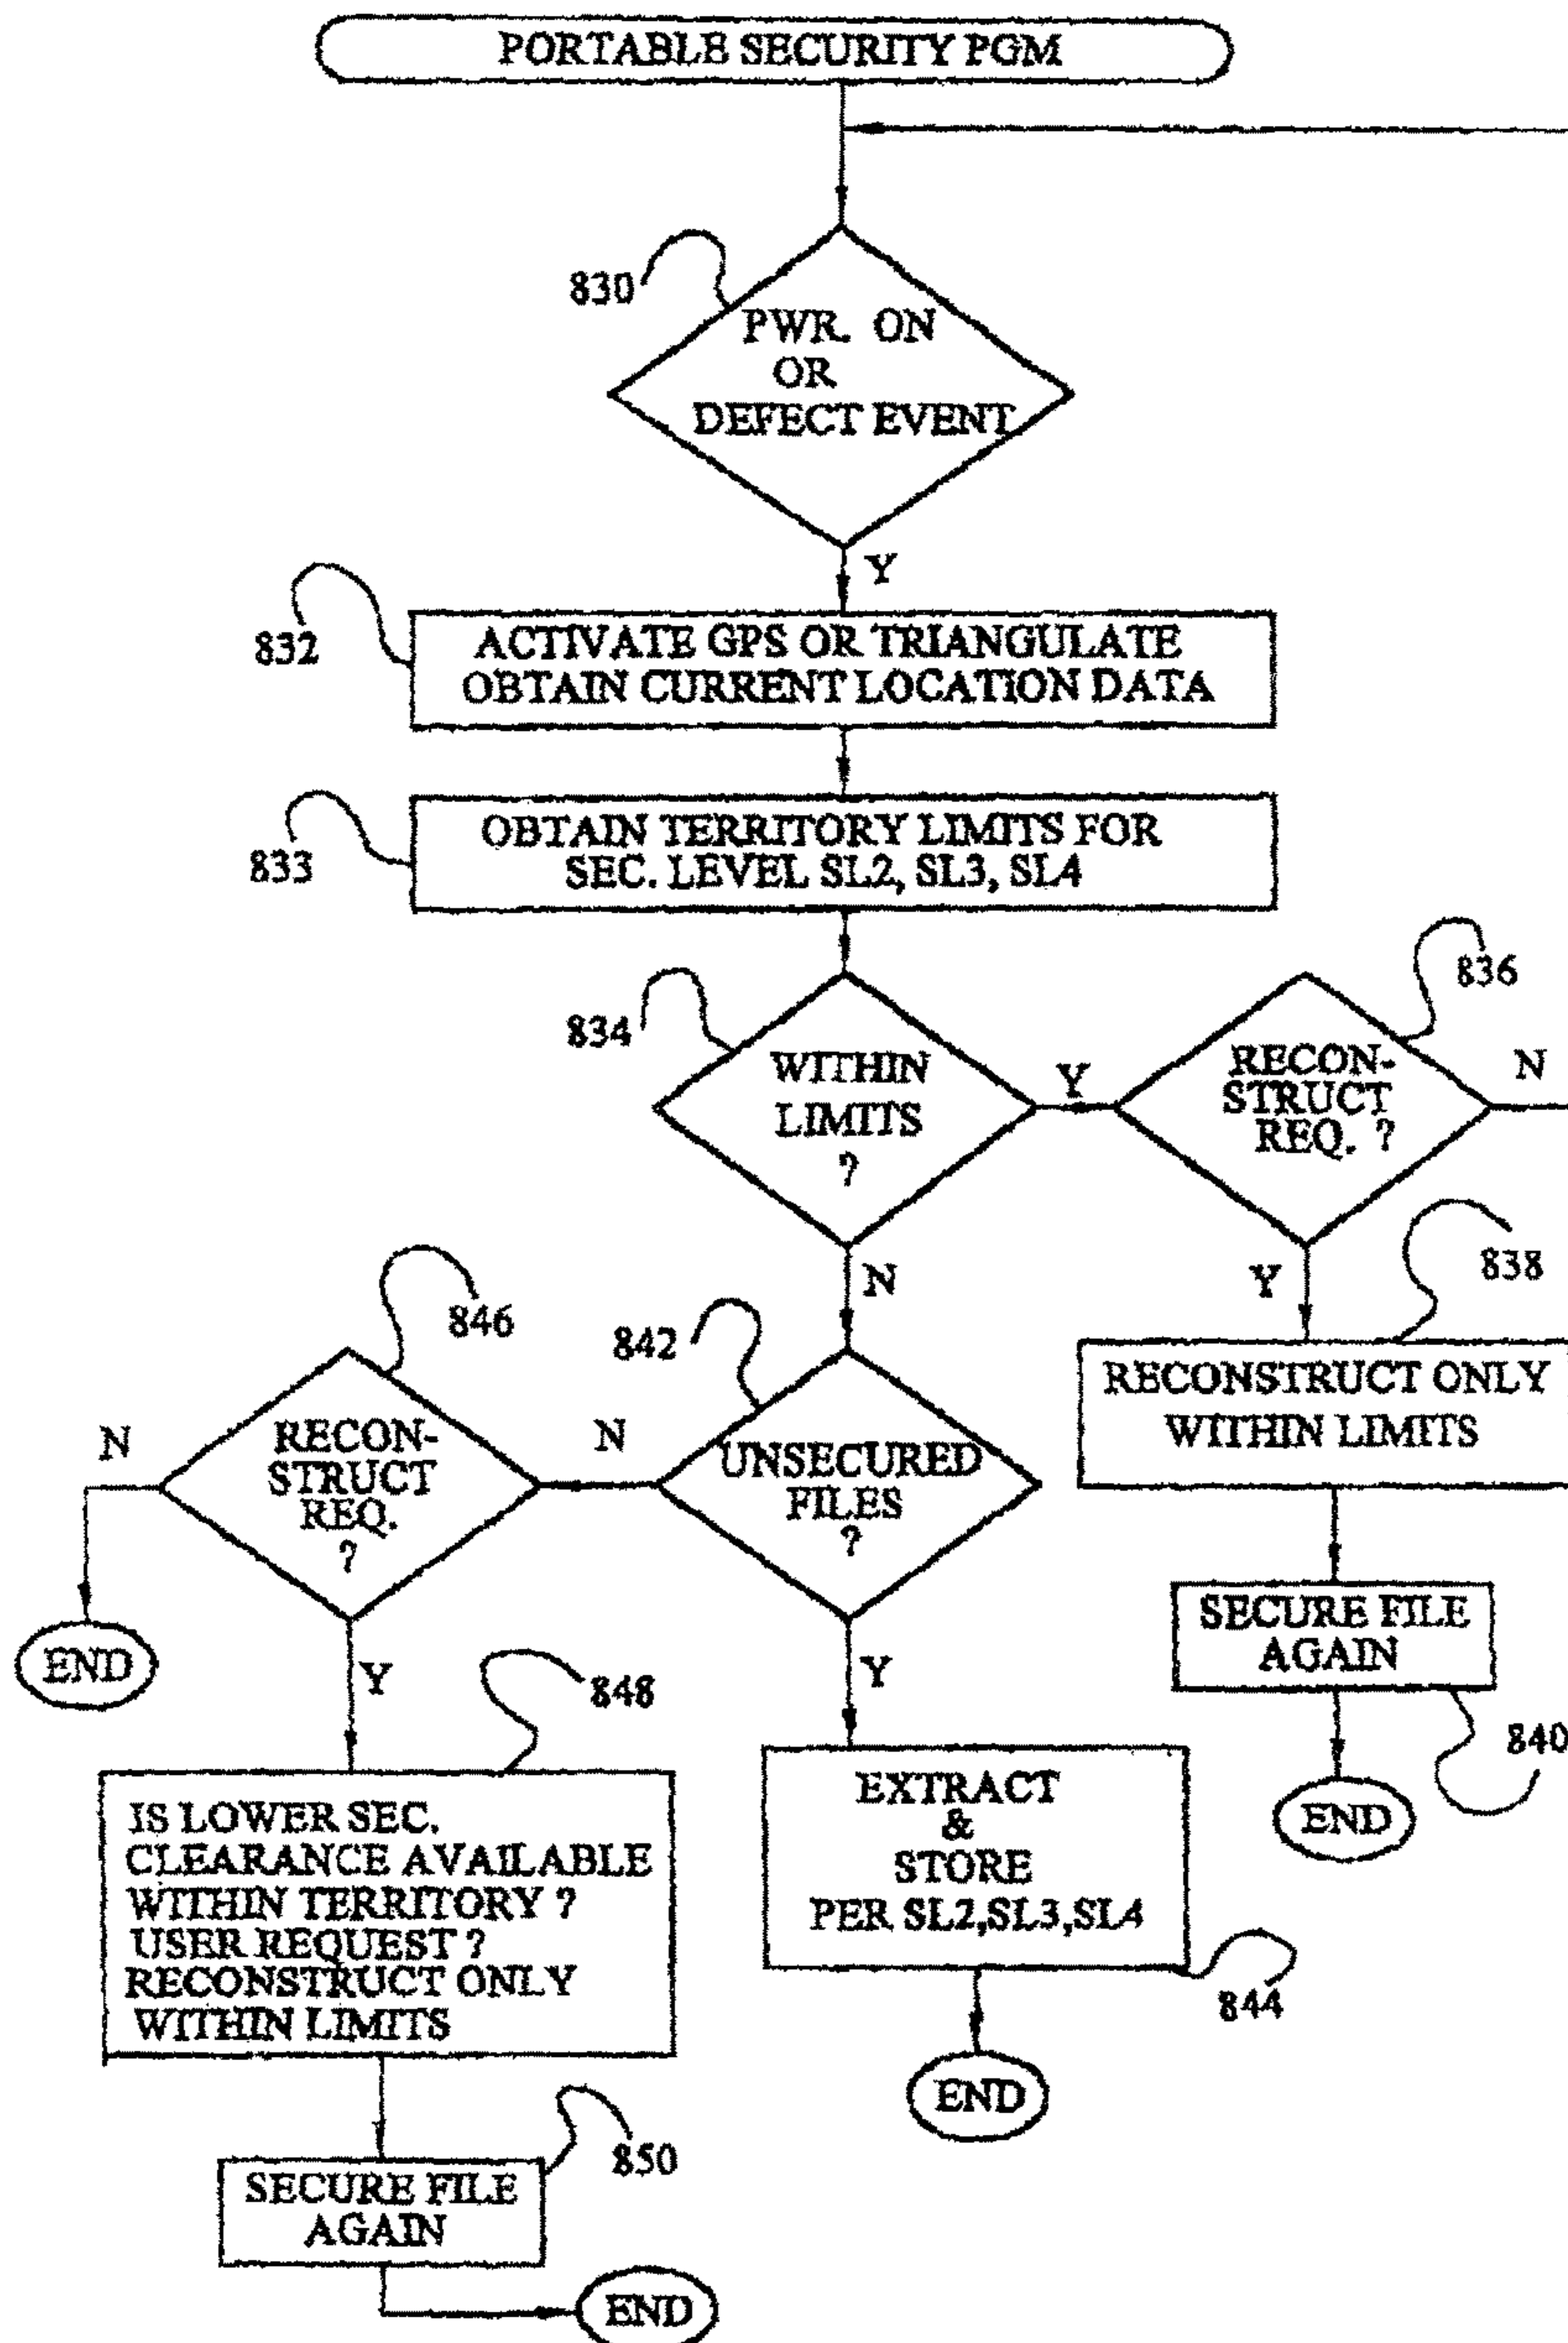 PORTABLE SECURITY PGM
830
PWR. ON
OR
DEFECT EVENT
Y
832
ACTIVATE GPS OR TRIANGULATE
OBTAIN CURRENT LOCATION DATA
833
OBTAIN TERRITORY LIMITS FOR
SEC. LEVEL SL2, SL3, SL4
834
WITHIN
LIMITS
?
Y
836
RECON-
STRUCT
REQ. ?
N
Y
838
RECONSTRUCT ONLY
WITHIN LIMITS
SECURE FILE
AGAIN
840
END
N
842
UNSECURED
FILES
?
N
846
RECON-
STRUCT
REQ.
?
N
END
Y
848
IS LOWER SEC.
CLEARANCE AVAILABLE
WITHIN TERRITORY ?
USER REQUEST ?
RECONSTRUCT ONLY
WITHIN LIMITS
Y
EXTRACT
&
STORE
PER SL2,SL3,SL4
844
END
850
SECURE FILE
AGAIN
END